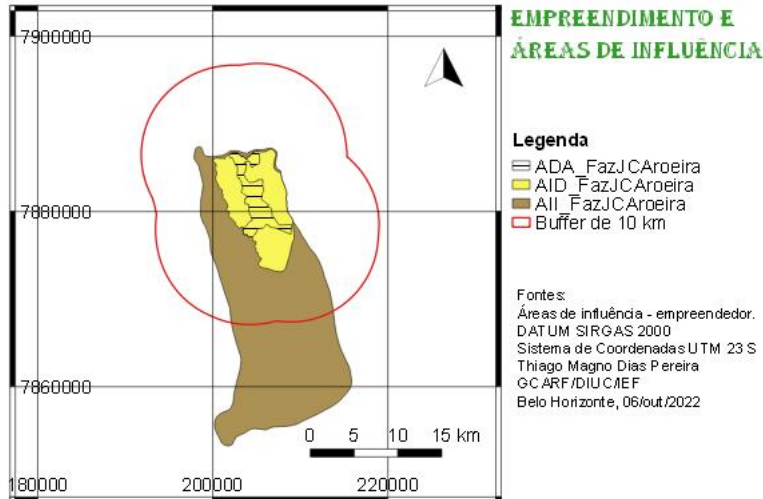 EMPREENDIMENTO E
ÁREAS DE INFLUÊNCIA
7900000
7880000
7860000
180000
200000
220000
0 5 10 15 km
Legenda
ADA_FazJCAroeira
AID_FazJCAroeira
AII_FazJCAroeira
Buffer de 10 km
Fontes:
Áreas de influência - empreendedor.
DATUM SIRGAS 2000
Sistema de Coordenadas UTM 23 S
Thiago Magno Dias Pereira
GCARF/DIUC/IEF
Belo Horizonte, 06/out/2022